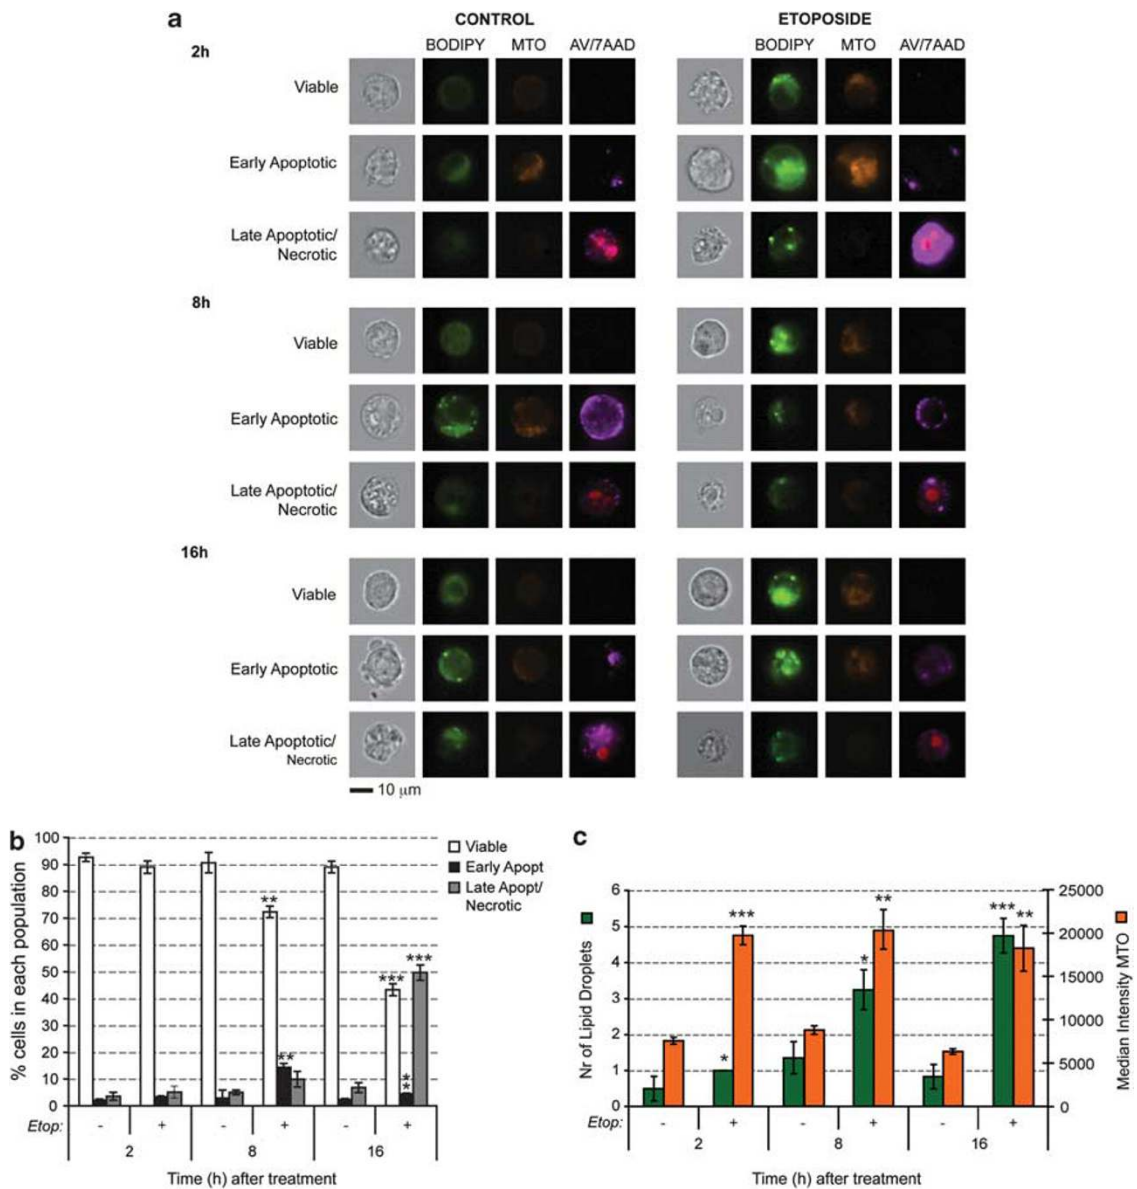 a
CONTROL ETOPOSIDE
BODIPY MTO AV/7AAD BODIPY MTO AV/7AAD
2h
Viable
Early Apoptotic
Late Apoptotic/
Necrotic
8h
Viable
Early Apoptotic
Late Apoptotic/
Necrotic
16h
Viable
Early Apoptotic
Late Apoptotic/
Necrotic
10 µm
b
% cells in each population
100
90
80
70
60
50
40
30
20
10
0
Viable
Early Apopt
Late Apopt/
Necrotic
**
**
***
**
***
Etop: - + - + - +
2 8 16
Time (h) after treatment
c
Nr of Lipid Droplets
6
5
4
3
2
1
0
* *** * ** *** **
25000
20000
15000
10000
5000
0
Median Intensity MTO
Etop: - + - + - +
2 8 16
Time (h) after treatment